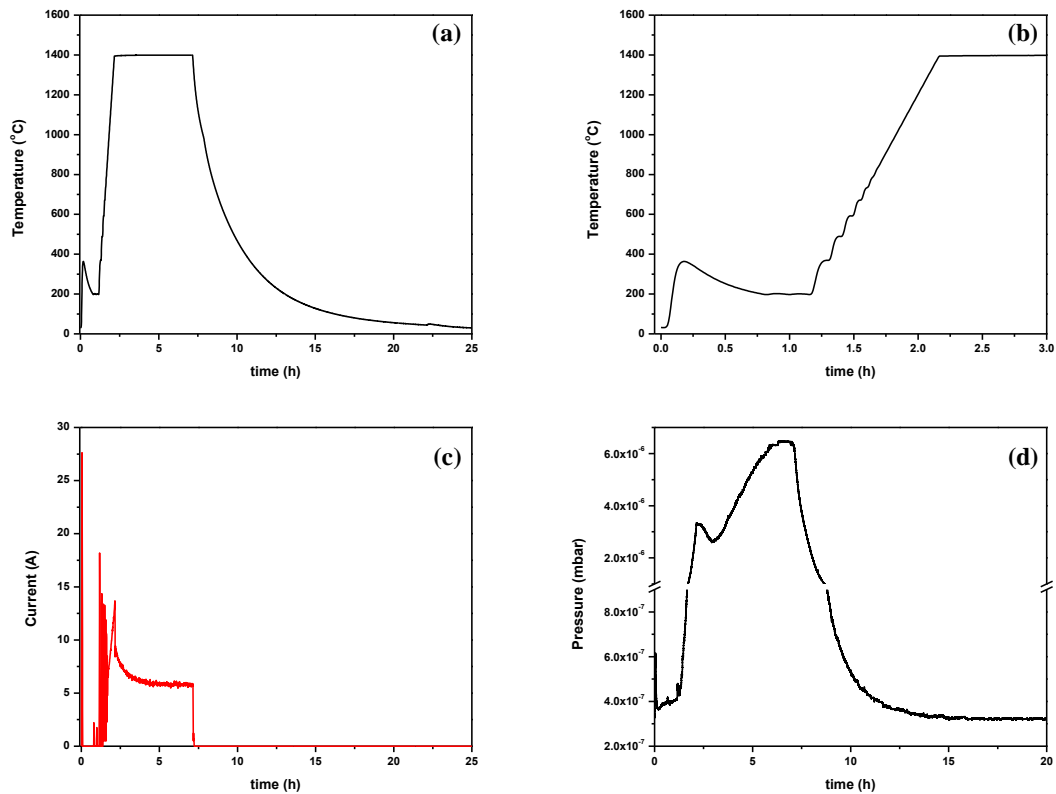 (a)
1600
1400
1200
1000
800
600
400
200
0
Temperature (°C)
0 5 10 15 20 25
time (h)
(b)
1600
1400
1200
1000
800
600
400
200
0
Temperature (°C)
0.0 0.5 1.0 1.5 2.0 2.5 3.0
time (h)
(c)
30
25
20
15
10
5
0
Current (A)
0 5 10 15 20 25
time (h)
(d)
6.0x10⁻⁶
4.0x10⁻⁶
2.0x10⁻⁶
8.0x10⁻⁷
6.0x10⁻⁷
4.0x10⁻⁷
2.0x10⁻⁷
Pressure (mbar)
0 5 10 15 20
time (h)